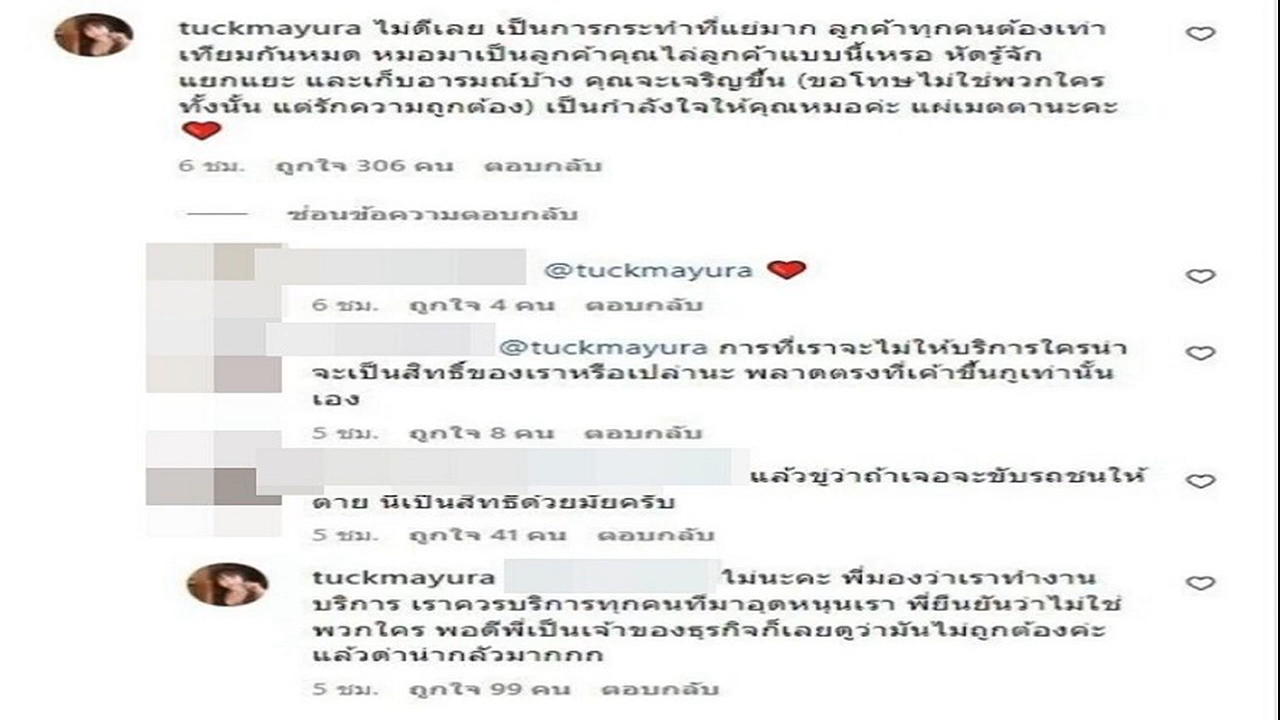 tuckmayura ไม่ดีเลย เป็นการกระทำที่แย่มาก ลูกค้าทุกคนต้องเท่า
เทียมกันหมด หมอมาเป็นลูกค้าคุณไล่ลูกค้าแบบนี้เหรอ หัดรู้จัก
แยกแยะ และเก็บอารมณ์บ้าง คุณจะเจริญขึ้น (ขอโทษไม่ใช่พวกใคร
ทั้งนั้น แต่รักความถูกต้อง) เป็นกำลังใจให้คุณหมอค่ะ แผ่เมตตานะคะ
❤️
6 ชม. ถูกใจ 306 คน ตอบกลับ
ซ่อนข้อความตอบกลับ
@tuckmayura ❤️
6 ชม. ถูกใจ 4 คน ตอบกลับ
@tuckmayura การที่เราจะไม่ให้บริการใครน่า
จะเป็นสิทธิ์ของเราหรือเปล่านะ พลาดตรงที่เค้าขึ้นกูเท่านั้น
เอง
5 ชม. ถูกใจ 8 คน ตอบกลับ
แล้วขู่ว่าถ้าเจอจะขับรถชนให้
ตาย นี่เป็นสิทธิ์ด้วยมัยครับ
5 ชม. ถูกใจ 41 คน ตอบกลับ
tuckmayura ไม่นะคะ พี่มองว่าเราทำงาน
บริการ เราควรบริการทุกคนที่มาอุดหนุนเรา พี่ยืนยันว่าไม่ใช่
พวกใคร พอดีพี่เป็นเจ้าของธุรกิจก็เลยดูว่ามันไม่ถูกต้องค่ะ
แล้วด่าน่ากลัวมากกก
5 ชม. ถูกใจ 99 คน ตอบกลับ